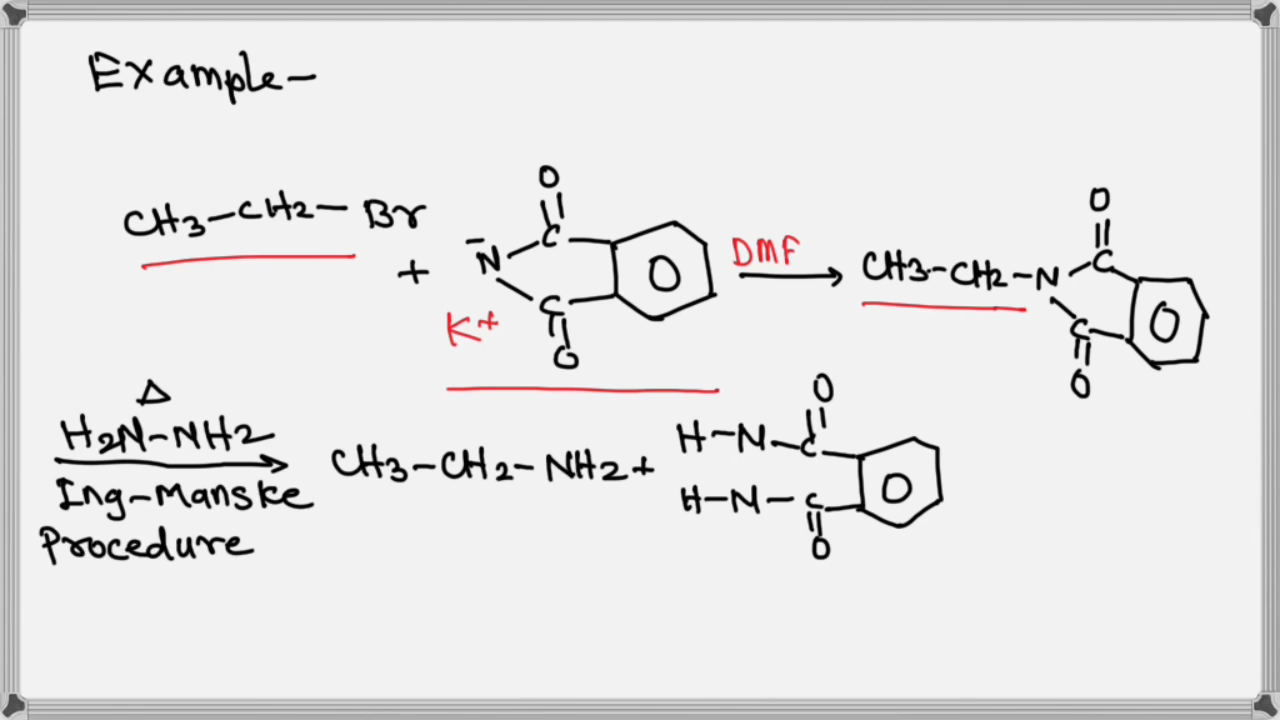 Example-
O O
CH3-CH2-Br + N̄ C C O DMF CH3-CH2-N C C O
K+ O O
Δ
H2N-NH2 O
Ing-Manske CH3-CH2-NH2+ H-N-C O
Procedure H-N-C
O